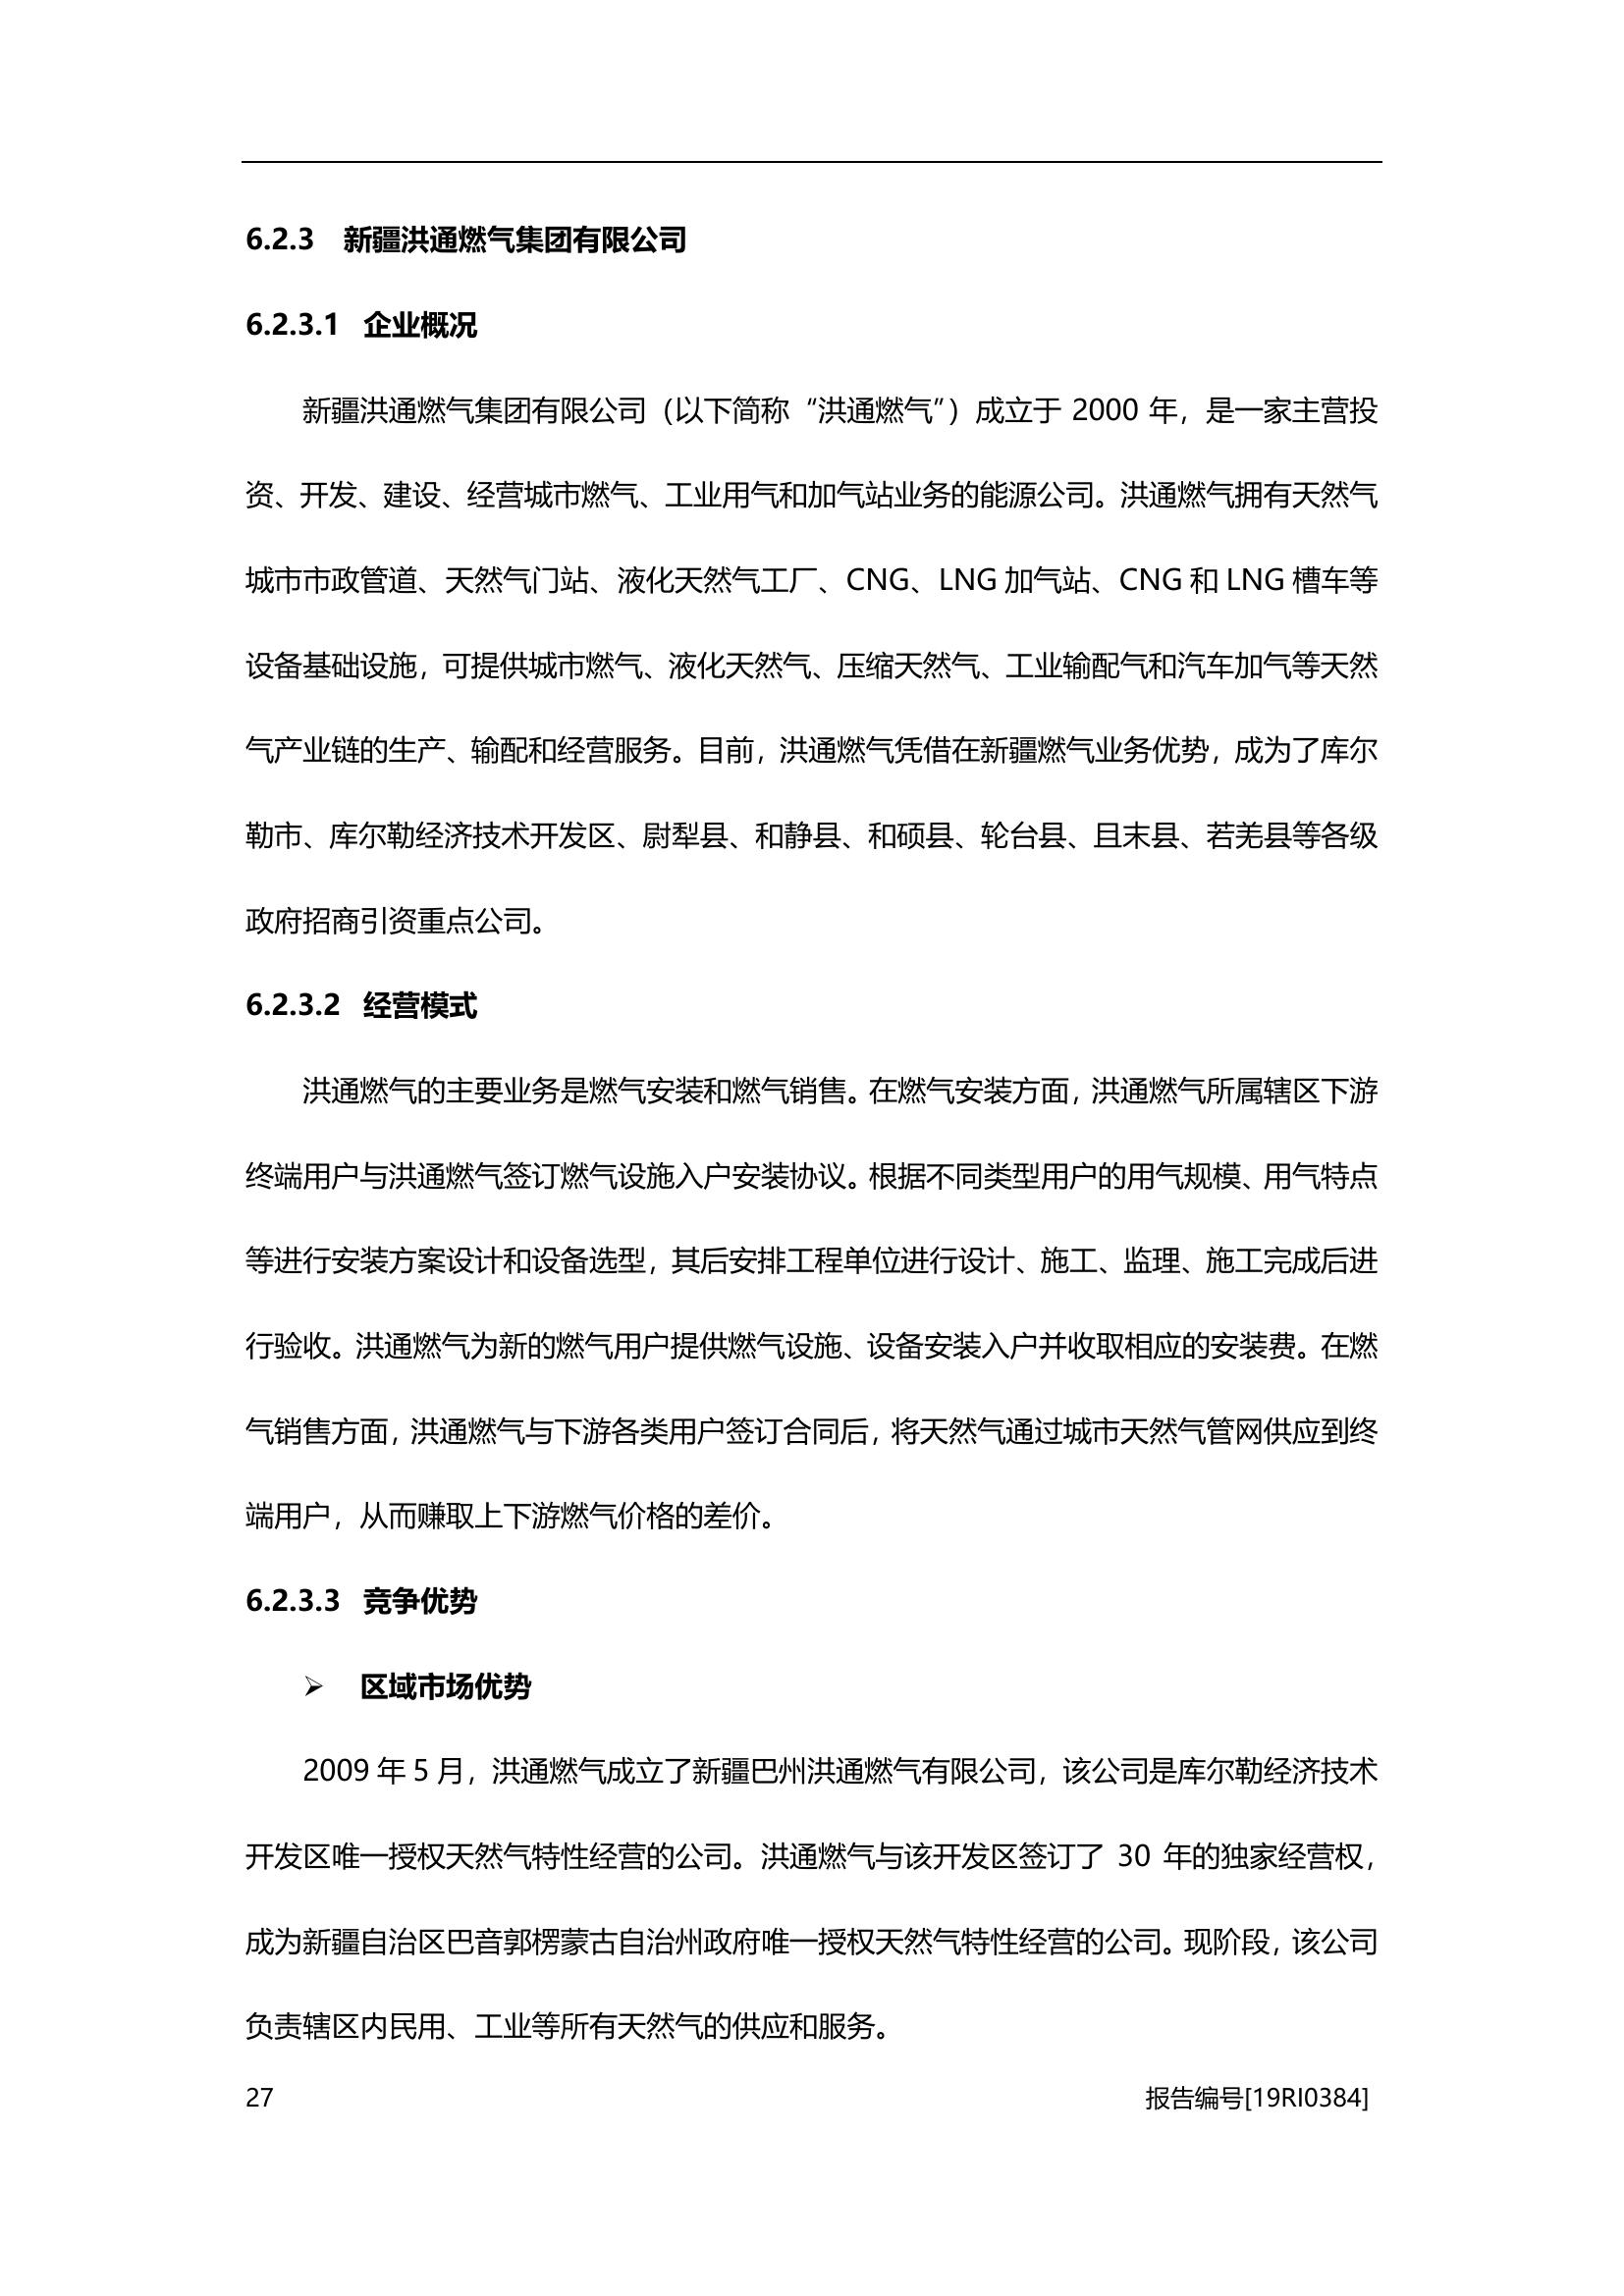 6.2.3 新疆洪通燃气集团有限公司
6.2.3.1 企业概况
新疆洪通燃气集团有限公司（以下简称“洪通燃气”）成立于 2000 年，是一家主营投
资、开发、建设、经营城市燃气、工业用气和加气站业务的能源公司。洪通燃气拥有天然气
城市市政管道、天然气门站、液化天然气工厂、CNG、LNG 加气站、CNG 和 LNG 槽车等
设备基础设施，可提供城市燃气、液化天然气、压缩天然气、工业输配气和汽车加气等天然
气产业链的生产、输配和经营服务。目前，洪通燃气凭借在新疆燃气业务优势，成为了库尔
勒市、库尔勒经济技术开发区、尉犁县、和静县、和硕县、轮台县、且末县、若羌县等各级
政府招商引资重点公司。
6.2.3.2 经营模式
洪通燃气的主要业务是燃气安装和燃气销售。在燃气安装方面，洪通燃气所属辖区下游
终端用户与洪通燃气签订燃气设施入户安装协议。根据不同类型用户的用气规模、用气特点
等进行安装方案设计和设备选型，其后安排工程单位进行设计、施工、监理、施工完成后进
行验收。洪通燃气为新的燃气用户提供燃气设施、设备安装入户并收取相应的安装费。在燃
气销售方面，洪通燃气与下游各类用户签订合同后，将天然气通过城市天然气管网供应到终
端用户，从而赚取上下游燃气价格的差价。
6.2.3.3 竞争优势
➢ 区域市场优势
2009 年 5 月，洪通燃气成立了新疆巴州洪通燃气有限公司，该公司是库尔勒经济技术
开发区唯一授权天然气特性经营的公司。洪通燃气与该开发区签订了 30 年的独家经营权，
成为新疆自治区巴音郭楞蒙古自治州政府唯一授权天然气特性经营的公司。现阶段，该公司
负责辖区内民用、工业等所有天然气的供应和服务。
27 报告编号[19RI0384]